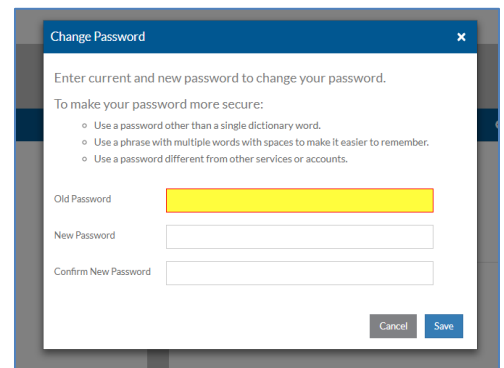 Change Password ×
Enter current and new password to change your password.
To make your password more secure:
Use a password other than a single dictionary word.
Use a phrase with multiple words with spaces to make it easier to remember.
Use a password different from other services or accounts.
Old Password
New Password
Confirm New Password
Cancel Save